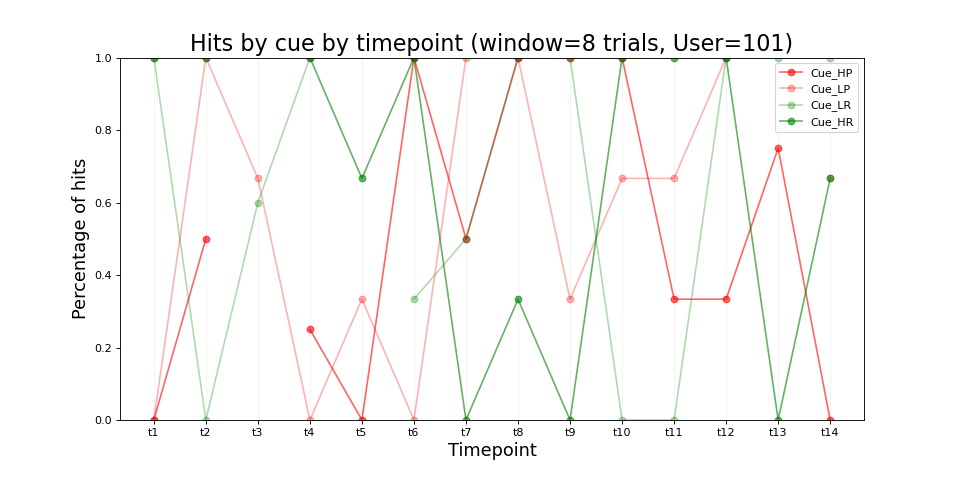 Hits by cue by timepoint (window=8 trials, User=101)
Percentage of hits
1.0
0.8
0.6
0.4
0.2
0.0
Cue_HP
Cue_LP
Cue_LR
Cue_HR
t1 t2 t3 t4 t5 t6 t7 t8 t9 t10 t11 t12 t13 t14
Timepoint